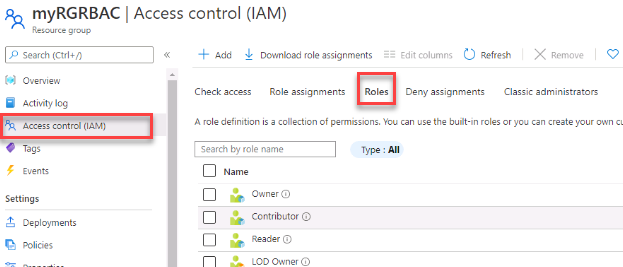 myRGRBAC | Access control (IAM)
Resource group
Search (Ctrl+/)
«
Add
Download role assignments
Edit columns
Refresh
Remove
Overview
Activity log
Access control (IAM)
Tags
Events
Settings
Deployments
Policies
Properties
Check access
Role assignments
Roles
Deny assignments
Classic administrators
A role definition is a collection of permissions. You can use the built-in roles or you can create your own cu
Search by role name
Type : All
Name
Owner
Contributor
Reader
LOD Owner